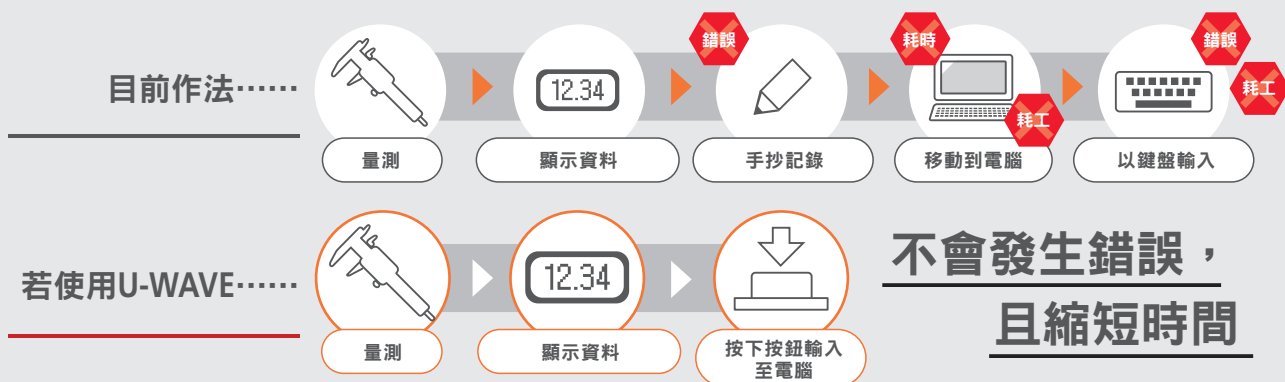 目前作法……
錯誤
耗時
耗工
錯誤
耗工
12.34
量測
顯示資料
手抄記錄
移動到電腦
以鍵盤輸入
若使用U-WAVE……
12.34
量測
顯示資料
按下按鈕輸入
至電腦
不會發生錯誤，
且縮短時間